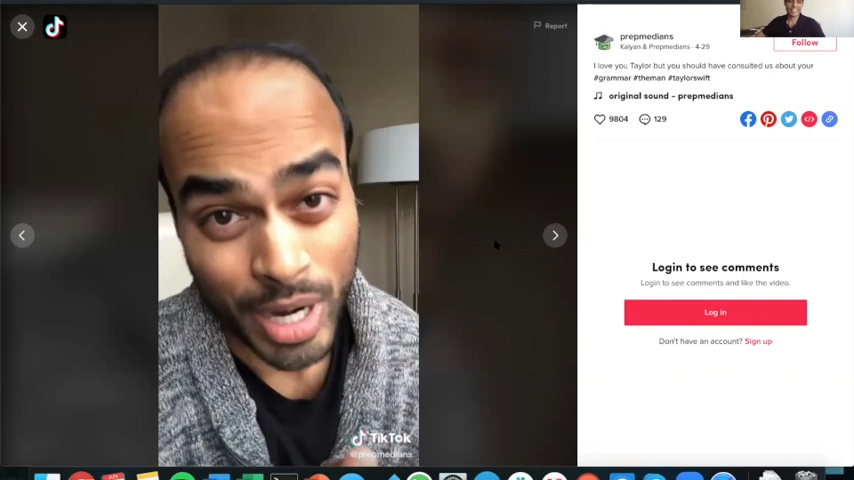 Report
prepmedians
Kalyan & Prepmedians · 4-29
Follow
I love you Taylor but you should have consulted us about your
#grammar #theman #taylorswift
original sound - prepmedians
9804
129
Login to see comments
Login to see comments and like the video.
Log in
Don't have an account? Sign up
TikTok
@prepmedians